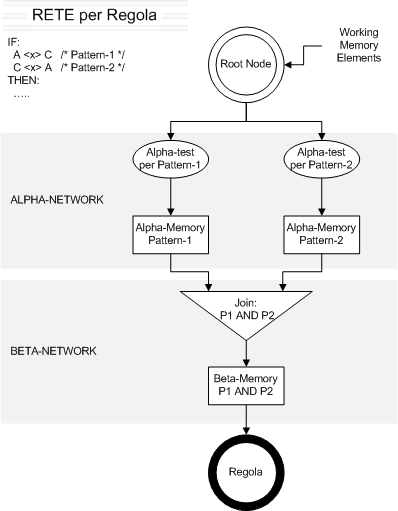 RETE per Regola
IF:
A <x> C /* Pattern-1 */
C <x> A /* Pattern-2 */
THEN:
.....
Root Node
Working
Memory
Elements
Alpha-test
per Pattern-1
Alpha-test
per Pattern-2
ALPHA-NETWORK
Alpha-Memory
Pattern-1
Alpha-Memory
Pattern-2
Join:
P1 AND P2
BETA-NETWORK
Beta-Memory
P1 AND P2
Regola